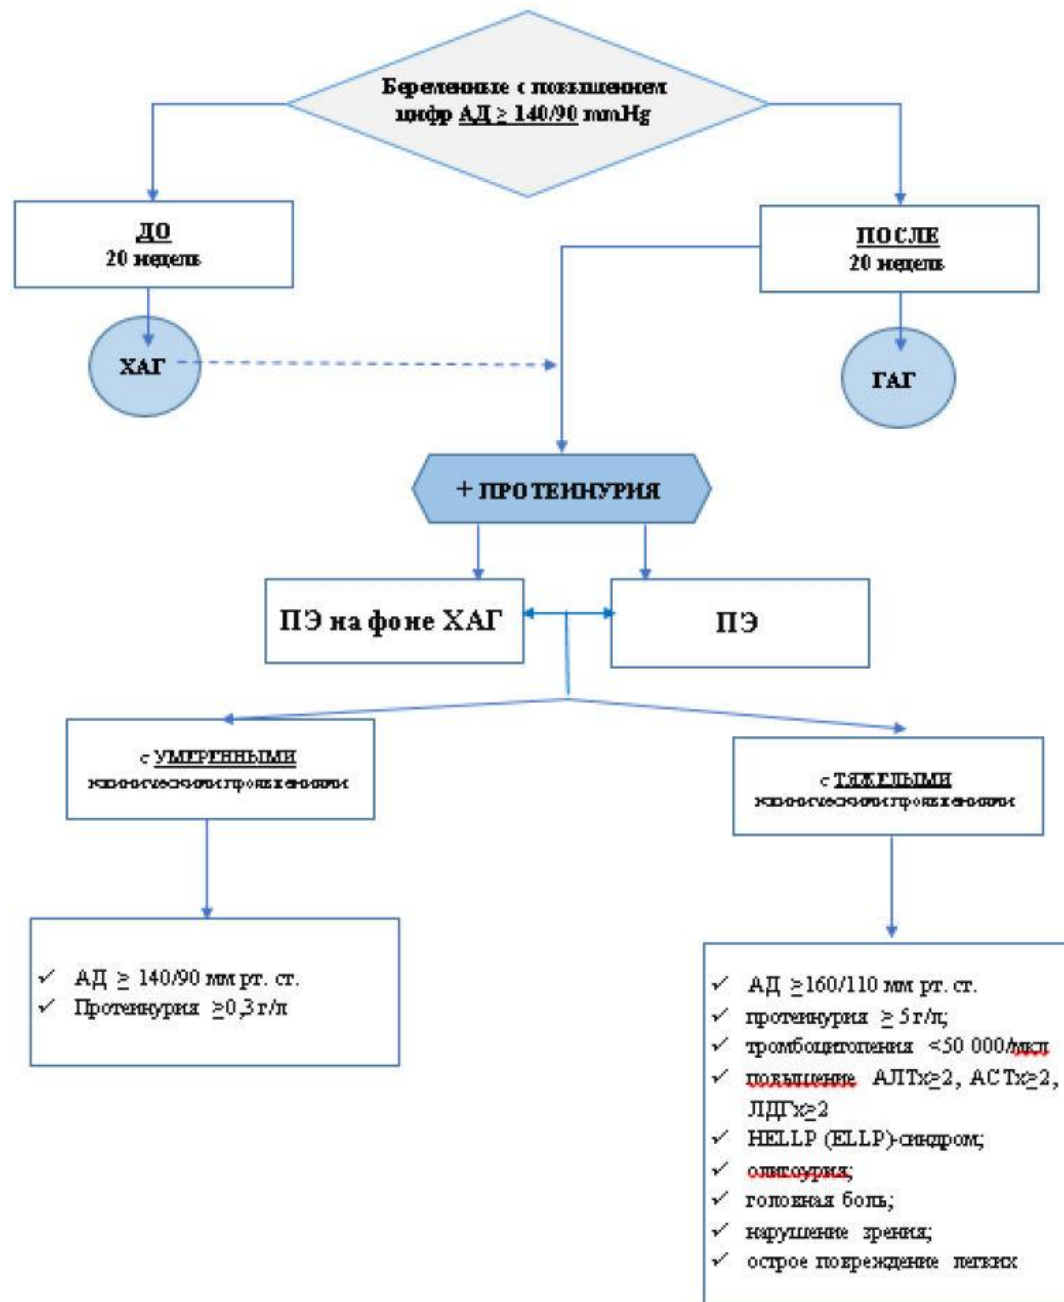 Беременные с повышением
цифр АД ≥ 140/90 mmHg
ДО
20 недель
ПОСЛЕ
20 недель
ХАГ
ГАГ
+ ПРОТЕИНУРИЯ
ПЭ на фоне ХАГ
ПЭ
с УМЕРЕННЫМИ
клиническими проявлениями
с ТЯЖЕЛЫМИ
клиническими проявлениями
✓ АД ≥ 140/90 мм рт. ст.
✓ Протеинурия ≥0,3 г/л
✓ АД ≥160/110 мм рт. ст.
✓ протеинурия ≥ 5 г/л;
✓ тромбоцитопения <50 000/мкл
✓ повышение АЛТх≥2, АСТх≥2,
ЛДГх≥2
✓ HELLP (ELLP)-синдром;
✓ олигоурия;
✓ головная боль;
✓ нарушение зрения;
✓ острое повреждение легких